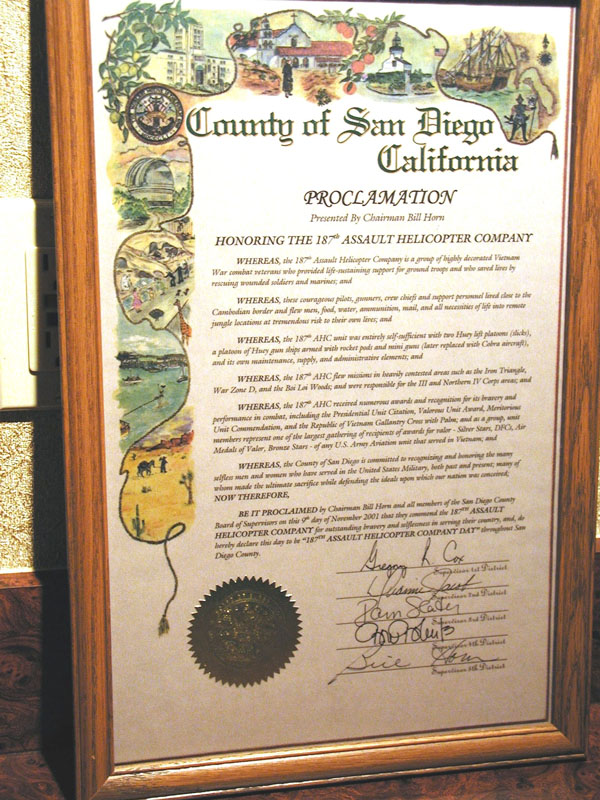 County of San Diego
California
PROCLAMATION
Presented By Chairman Bill Horn
HONORING THE 187th ASSAULT HELICOPTER COMPANY
WHEREAS, the 187th Assault Helicopter Company is a group of highly decorated Vietnam
War combat veterans who provided life-sustaining support for ground troops and who saved lives by
rescuing wounded soldiers and marines; and
WHEREAS, these courageous pilots, gunners, crew chiefs and support personnel lived close to the
Cambodian border and flew men, food, water, ammunition, mail, and all necessities of life into remote
jungle locations at tremendous risk to their own lives; and
WHEREAS, the 187th AHC unit was entirely self-sufficient with two Huey lift platoons (slicks),
a platoon of Huey gun ships armed with rocket pods and mini guns (later replaced with Cobra aircraft),
and its own maintenance, supply, and administrative elements; and
WHEREAS, the 187th AHC flew missions in heavily contested areas such as the Iron Triangle,
War Zone D, and the Boi Loi Woods; and were responsible for the III and Northern IV Corps areas; and
WHEREAS, the 187th AHC received numerous awards and recognition for its bravery and
performance in combat, including the Presidential Unit Citation, Valorous Unit Award, Meritorious
Unit Commendation, and the Republic of Vietnam Gallantry Cross with Palm; and as a group, unit
members represent one of the largest gathering of recipients of awards for valor - Silver Stars, DFCs, Air
Medals of Valor, Bronze Stars - of any U.S. Army Aviation unit that served in Vietnam; and
WHEREAS, the County of San Diego is committed to recognizing and honoring the many
selfless men and women who have served in the United States Military, both past and present; many of
whom made the ultimate sacrifice while defending the ideals upon which our nation was conceived;
NOW THEREFORE,
BE IT PROCLAIMED by Chairman Bill Horn and all members of the San Diego County
Board of Supervisors on this 9th day of November 2001 that they commend the 187TH ASSAULT
HELICOPTER COMPANY for outstanding bravery and selflessness in serving their country, and, do
hereby declare this day to be "187TH ASSAULT HELICOPTER COMPANY DAY" throughout San
Diego County.
Gregory R. Cox
Supervisor 1st District
Dianne Jacob
Supervisor 2nd District
Pam Slater
Supervisor 3rd District
Supervisor 4th District
Bill Horn
Supervisor 5th District